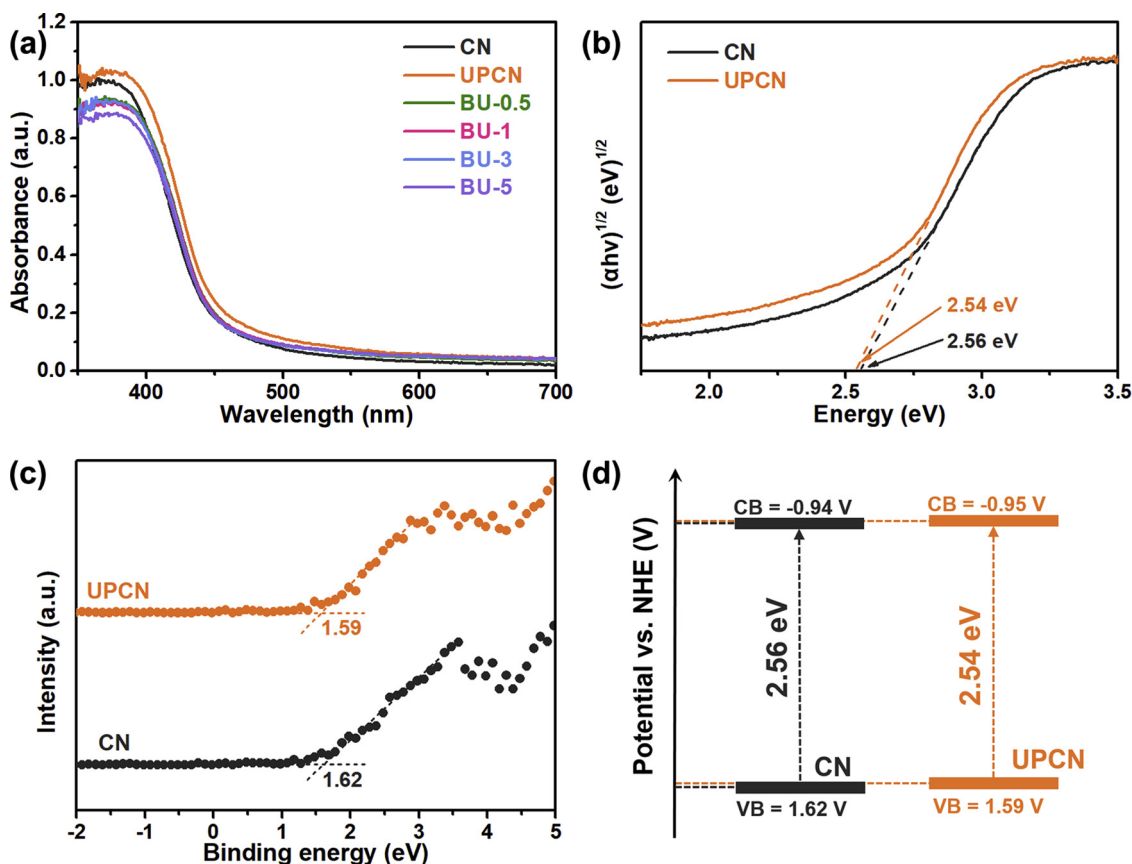 (a)
1.2
1.0
0.8
0.6
0.4
0.2
0.0
Absorbance (a.u.)
CN
UPCN
BU-0.5
BU-1
BU-3
BU-5
400
500
600
700
Wavelength (nm)
(b)
CN
UPCN
(αhν)1/2 (eV)1/2
2.54 eV
2.56 eV
2.0
2.5
3.0
3.5
Energy (eV)
(c)
Intensity (a.u.)
UPCN
1.59
CN
1.62
-2
-1
0
1
2
3
4
5
Binding energy (eV)
(d)
Potential vs. NHE (V)
CB = -0.94 V
CB = -0.95 V
2.56 eV
2.54 eV
CN
UPCN
VB = 1.62 V
VB = 1.59 V